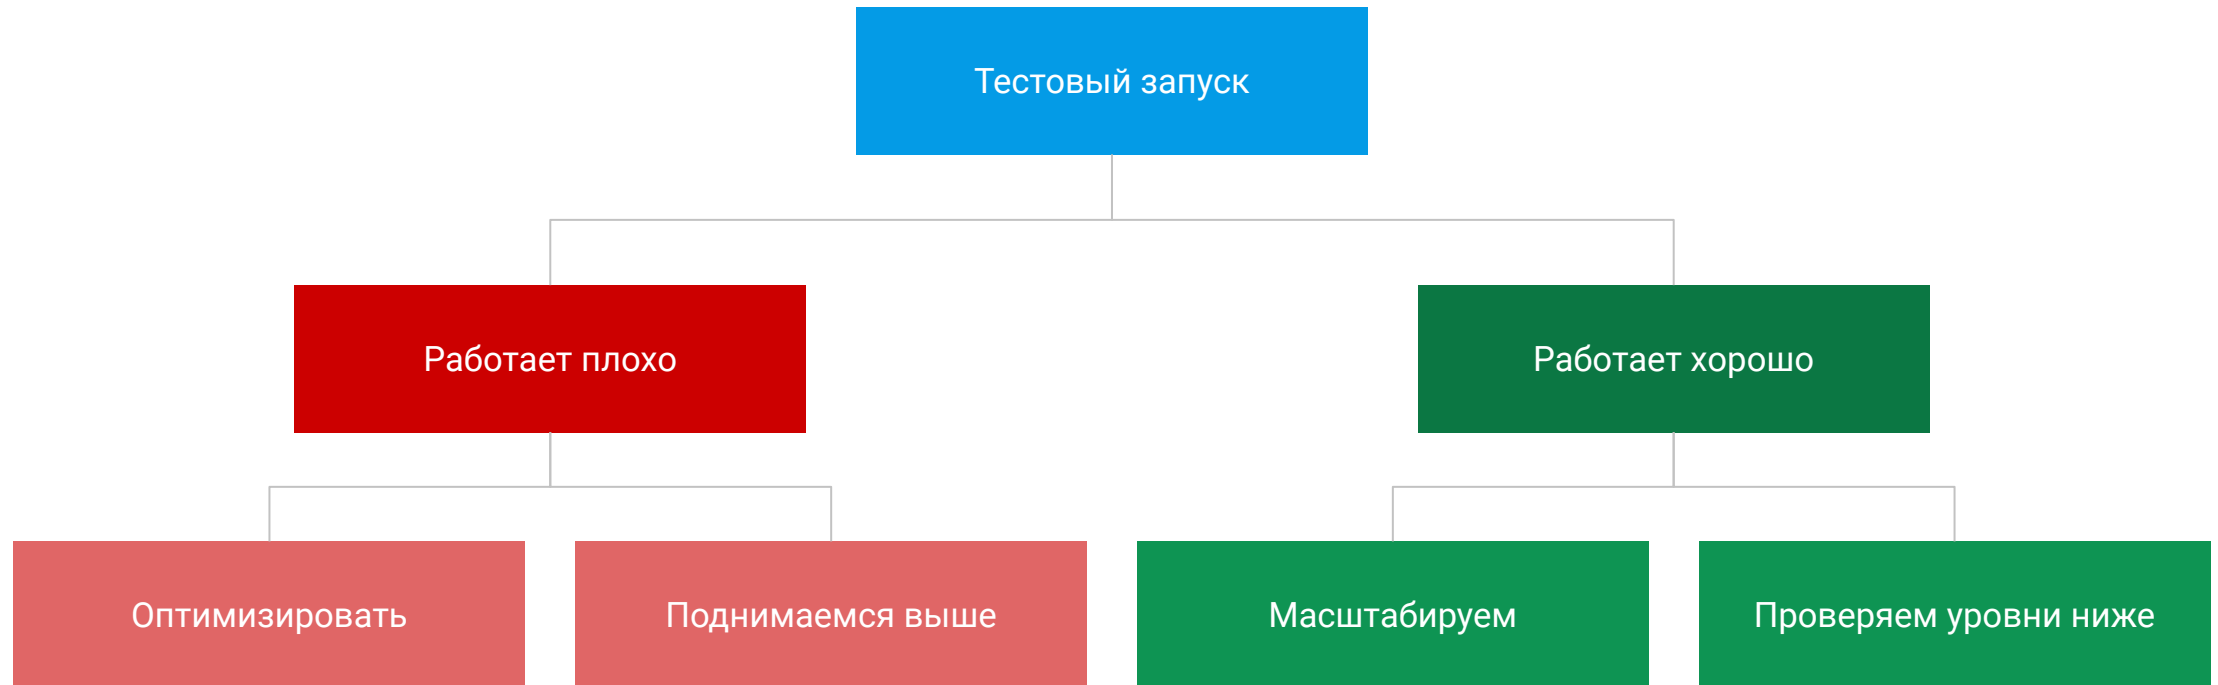 Тестовый запуск
Работает плохо
Работает хорошо
Оптимизировать
Поднимаемся выше
Масштабируем
Проверяем уровни ниже